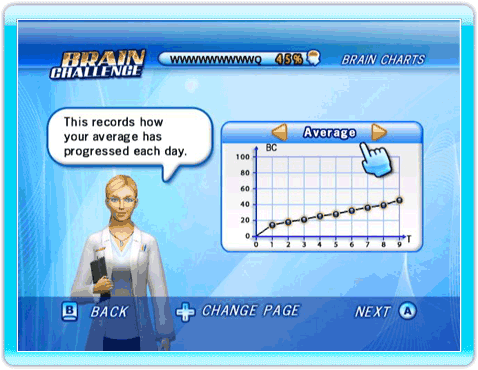 BRAIN CHALLENGE
WWWWWWWWWWQ 45% BRAIN CHARTS
This records how
your average has
progressed each day.
Average
BC
100
80
60
40
20
0
0 1 2 3 4 5 6 7 8 9 T
B BACK CHANGE PAGE NEXT A